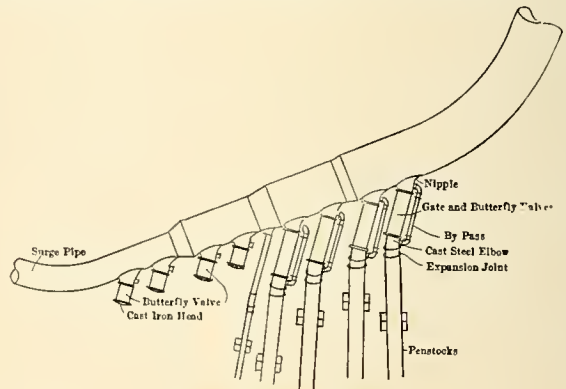 Nipple
Gate and Butterfly Valves
By Pass
Cast Steel Elbow
Expansion Joint
Surge Pipe
Butterfly Valve
Cast Iron Head
Penstocks